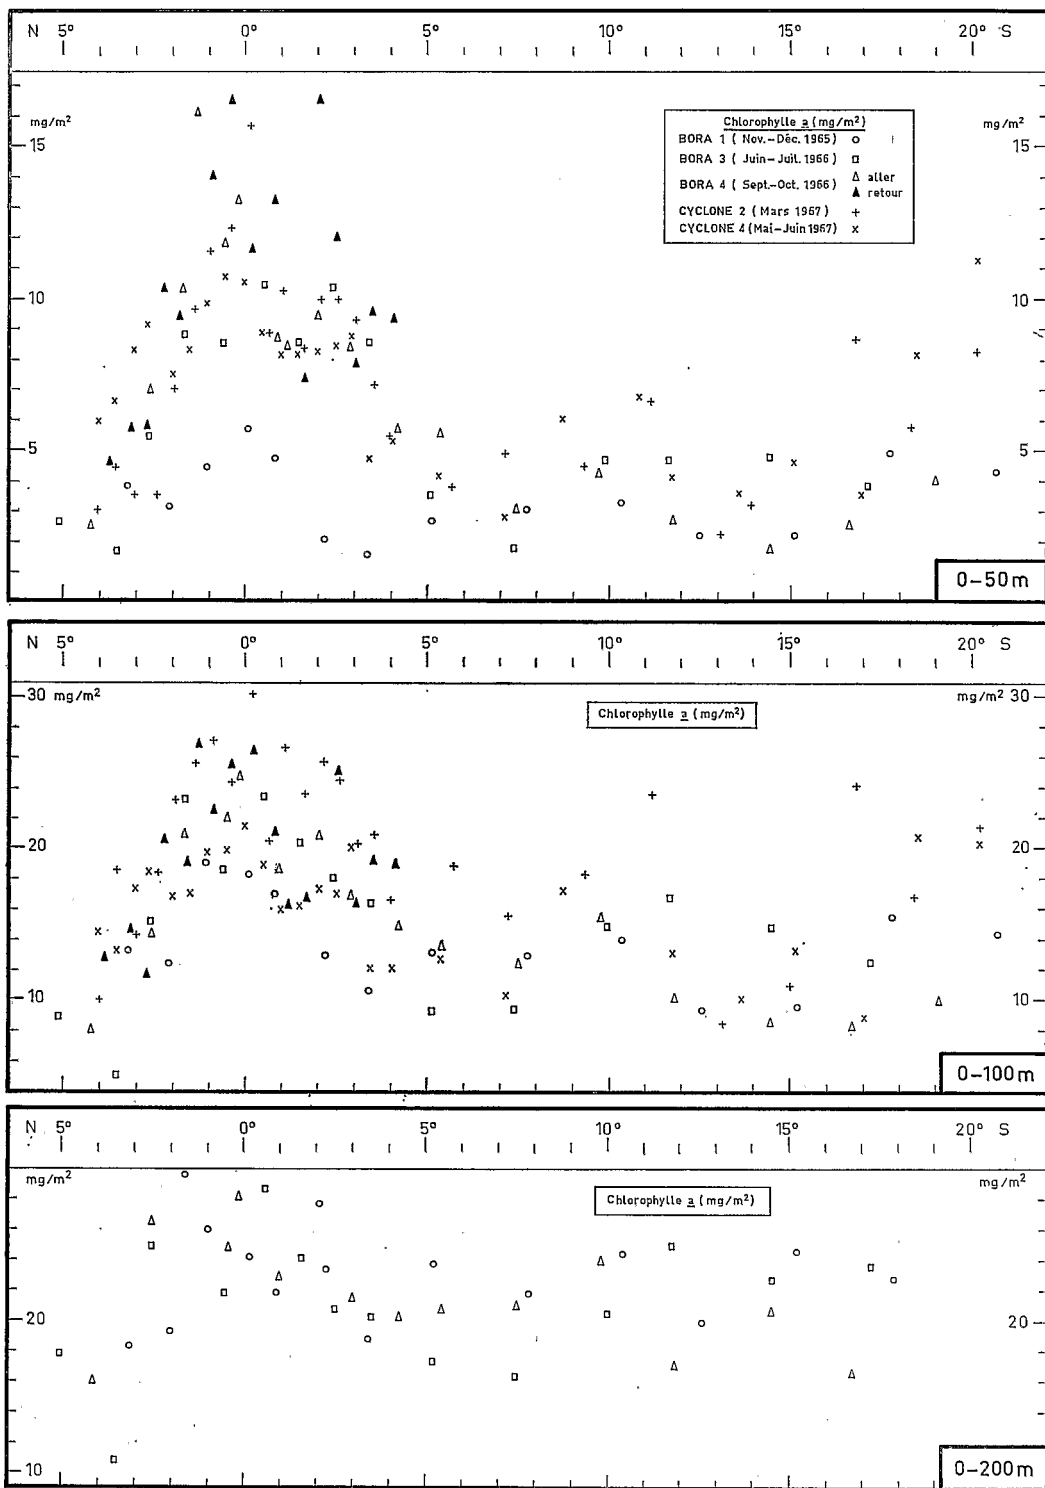 N 5° 0° 5° 10° 15° 20° S
mg/m² mg/m²
15 15
10 10
5 5
Chlorophylle a (mg/m²)
BORA 1 (Nov.-Déc. 1965)
BORA 3 (Juin-Juil. 1966)
BORA 4 (Sept.-Oct. 1966) aller
retour
CYCLONE 2 (Mars 1967) +
CYCLONE 4 (Mai-Juin 1967) x
0-50m
N 5° 0° 5° 10° 15° 20° S
30 mg/m² mg/m² 30
Chlorophylle a (mg/m²)
20 20
10 10
0-100m
N 5° 0° 5° 10° 15° 20° S
mg/m² mg/m²
Chlorophylle a (mg/m²)
20 20
10
0-200m